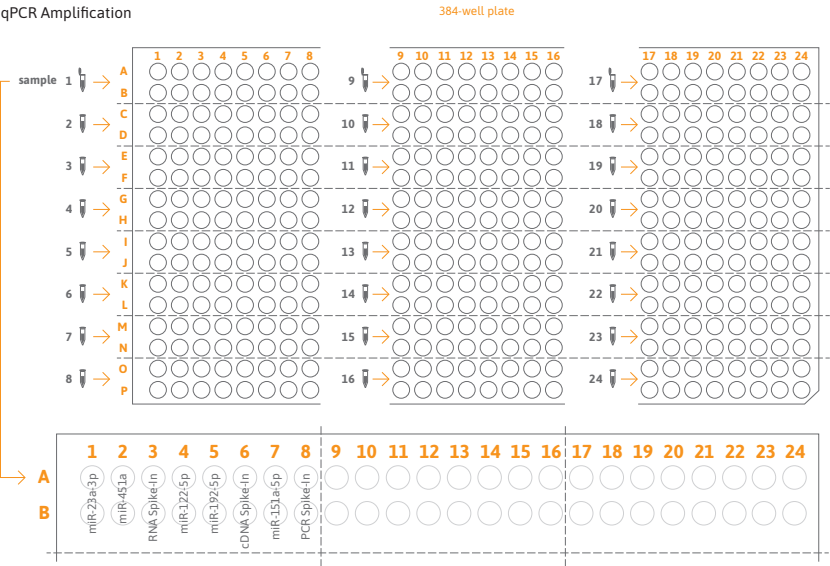 qPCR Amplification
384-well plate
1 2 3 4 5 6 7 8 9 10 11 12 13 14 15 16 17 18 19 20 21 22 23 24
sample 1 A 9 17
B
2 C 10 18
D
3 E 11 19
F
4 G 12 20
H
5 I 13 21
J
6 K 14 22
L
7 M 15 23
N
8 O 16 24
P
1 2 3 4 5 6 7 8 9 10 11 12 13 14 15 16 17 18 19 20 21 22 23 24
A
B
miR-23a-3p
miR-451a
RNA Spike-In
miR-122-5p
miR-192-5p
cDNA Spike-In
miR-151a-5p
PCR Spike-In